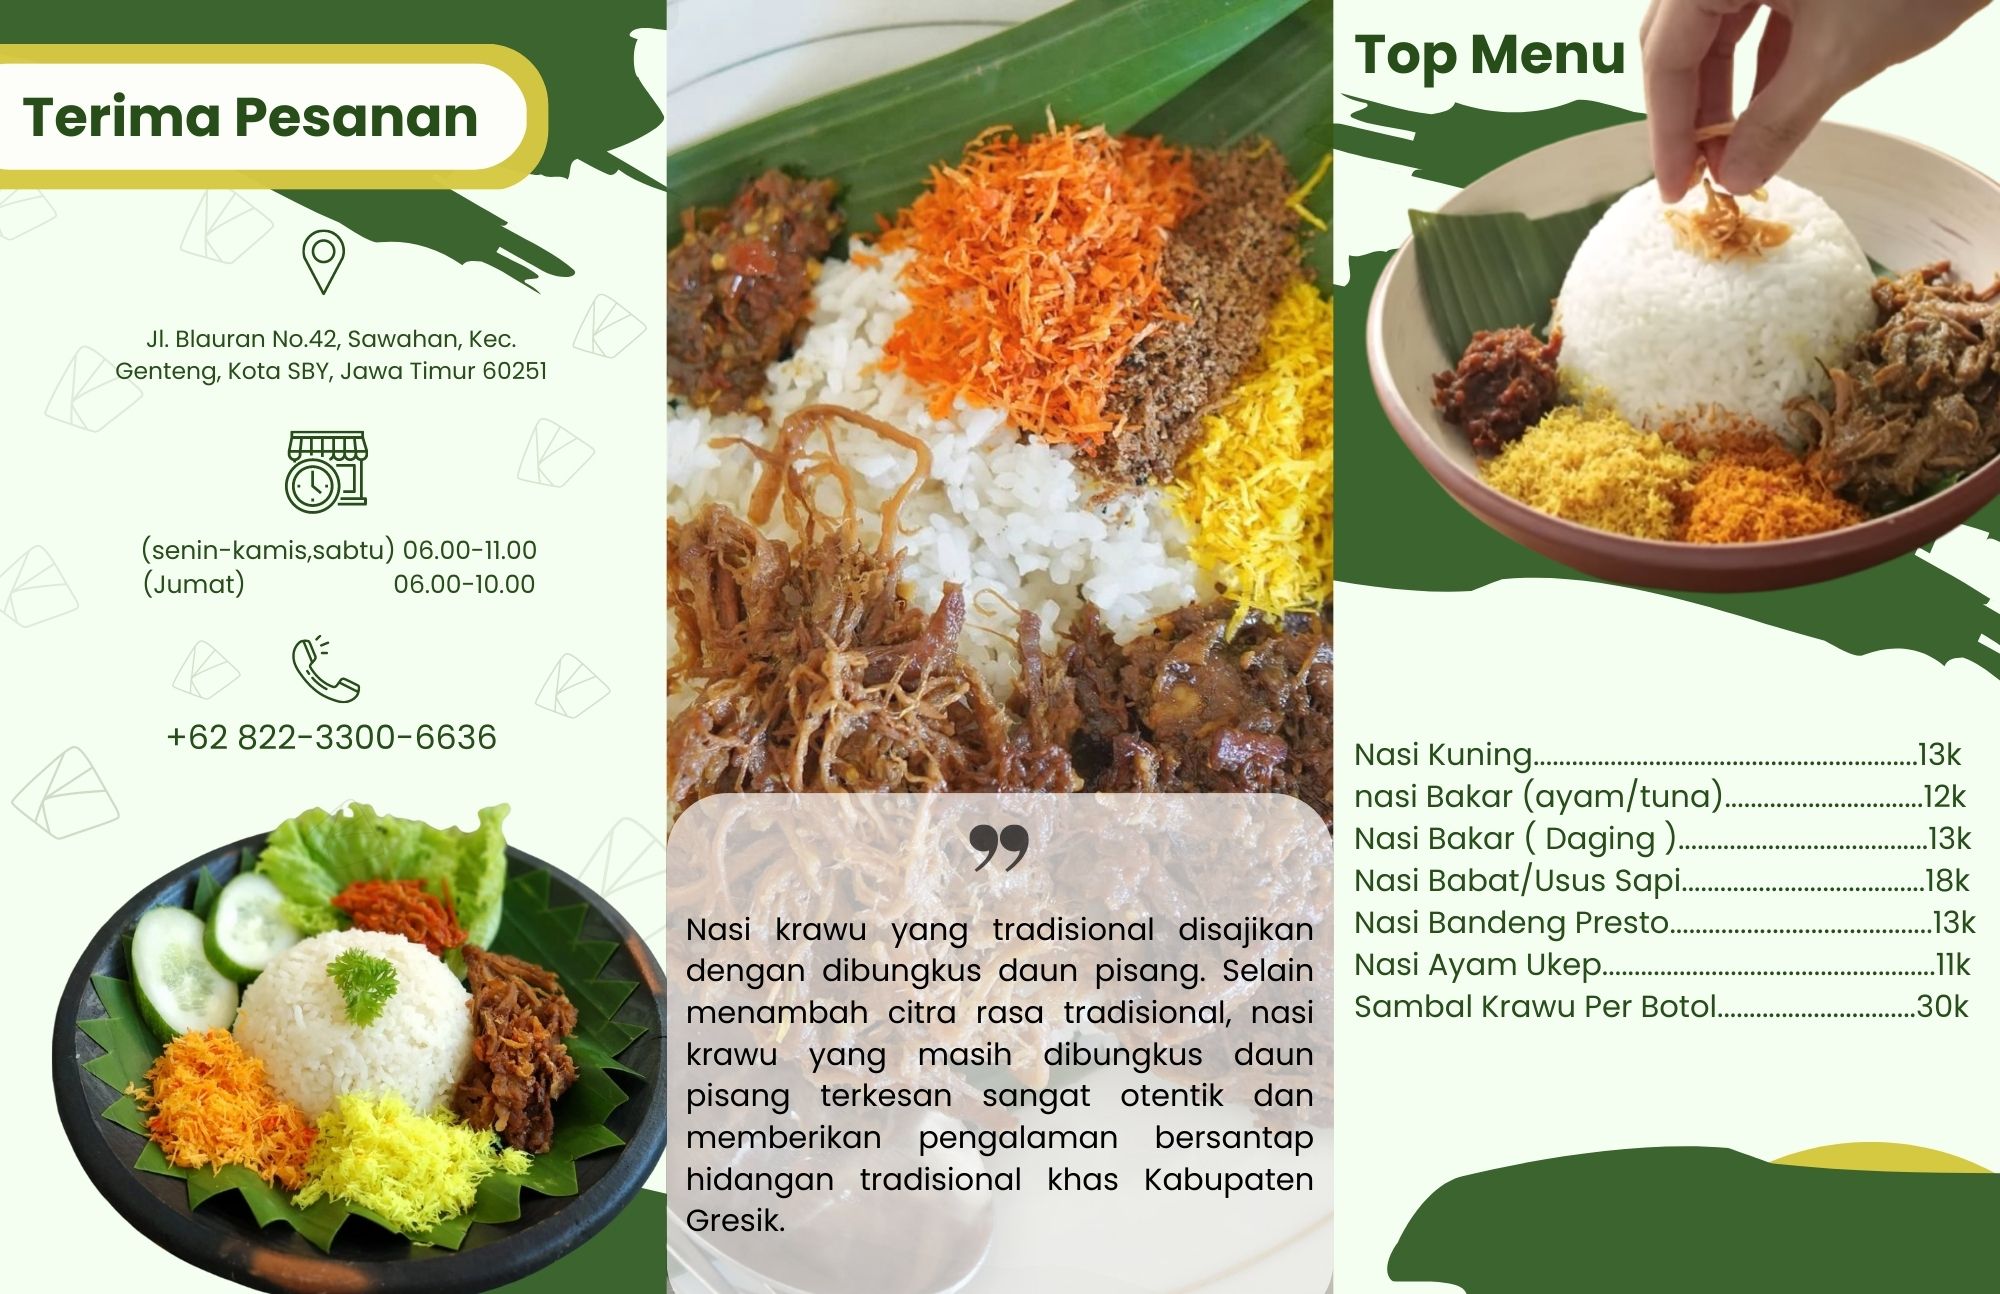 Terima Pesanan
Jl. Blauran No.42, Sawahan, Kec.
Genteng, Kota SBY, Jawa Timur 60251
(senin-kamis,sabtu) 06.00-11.00
(Jumat) 06.00-10.00
+62 822-3300-6636
Nasi krawu yang tradisional disajikan
dengan dibungkus daun pisang. Selain
menambah citra rasa tradisional, nasi
krawu yang masih dibungkus daun
pisang terkesan sangat otentik dan
memberikan pengalaman bersantap
hidangan tradisional khas Kabupaten
Gresik.
Top Menu
Nasi Kuning............................................................13k
nasi Bakar (ayam/tuna)...............................12k
Nasi Bakar ( Daging ).......................................13k
Nasi Babat/Usus Sapi......................................18k
Nasi Bandeng Presto.........................................13k
Nasi Ayam Ukep....................................................11k
Sambal Krawu Per Botol...............................30k